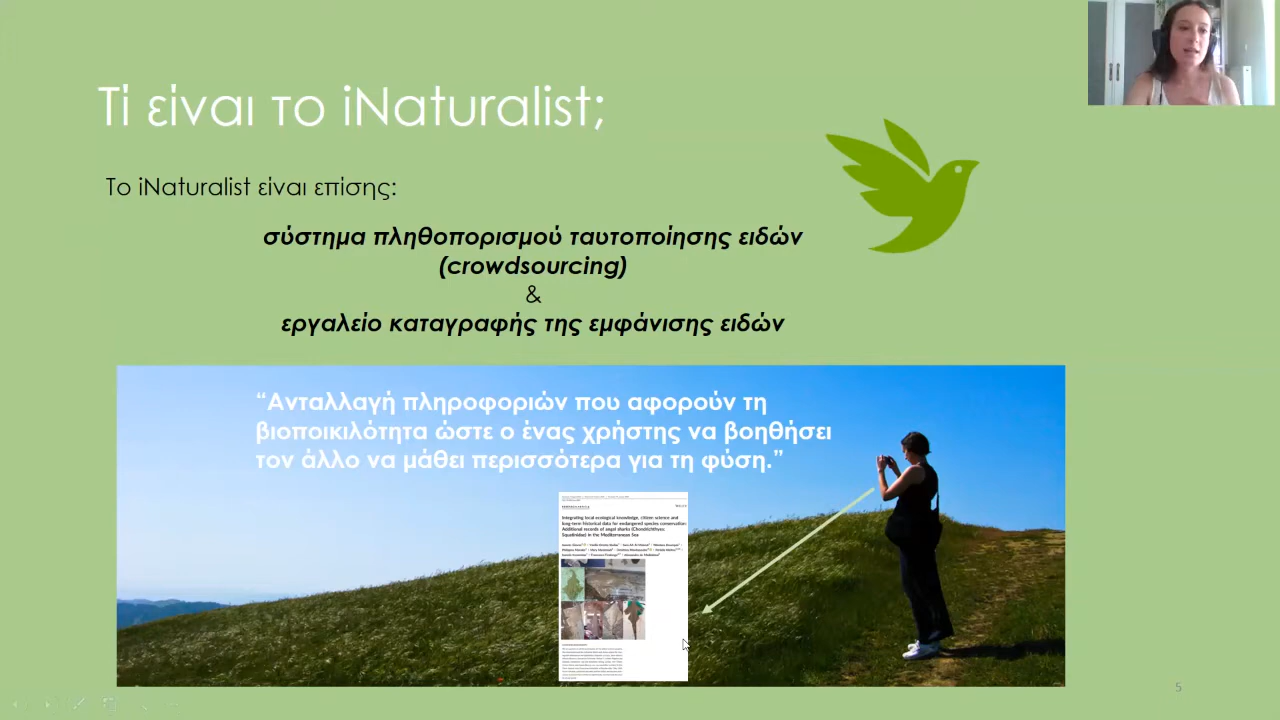 Τί είναι το iNaturalist;
Το iNaturalist είναι επίσης:
σύστημα πληθοπορισμού ταυτοποίησης ειδών
(crowdsourcing)
&
εργαλείο καταγραφής της εμφάνισης ειδών
“Ανταλλαγή πληροφοριών που αφορούν τη
βιοποικιλότητα ώστε ο ένας χρήστης να βοηθήσει
τον άλλο να μάθει περισσότερα για τη φύση.”
Integrating local ecological knowledge, citizen science and
long-term historical data for endangered species conservation:
Additional records of angel sharks (Chondrichthyes:
Squatinidae) in the Mediterranean Sea
5